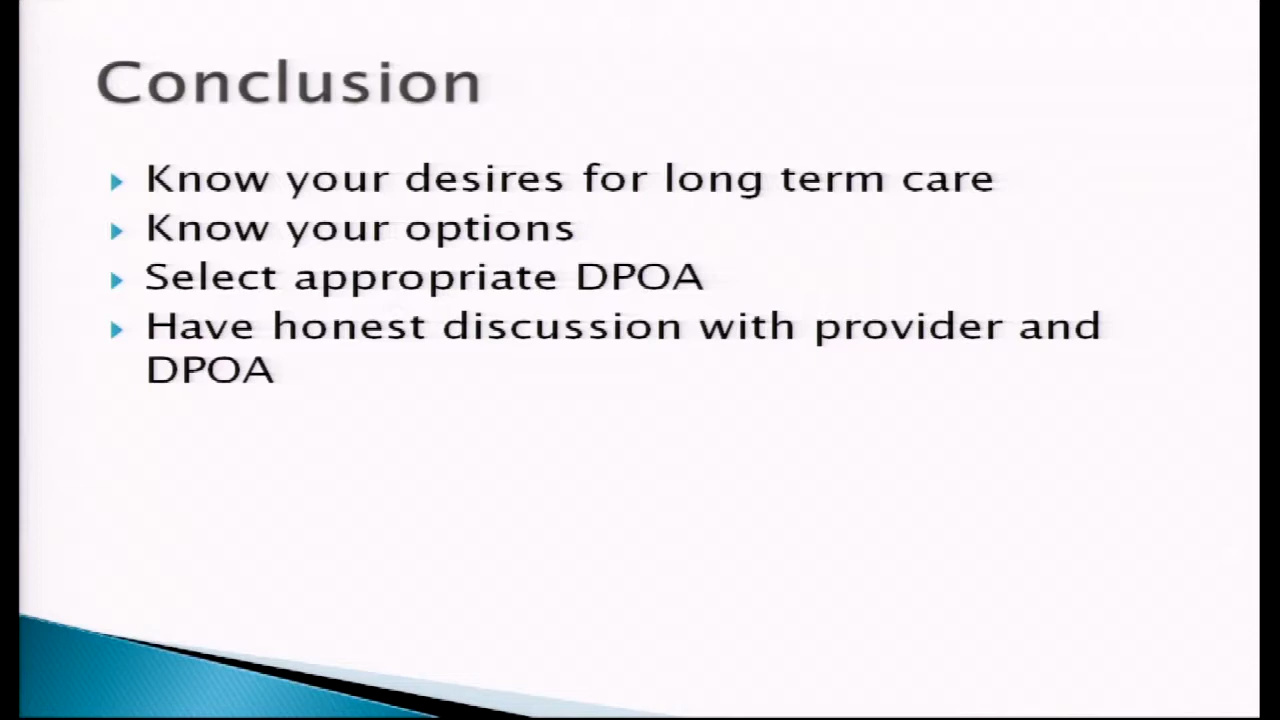 Conclusion
Know your desires for long term care
Know your options
Select appropriate DPOA
Have honest discussion with provider and
DPOA